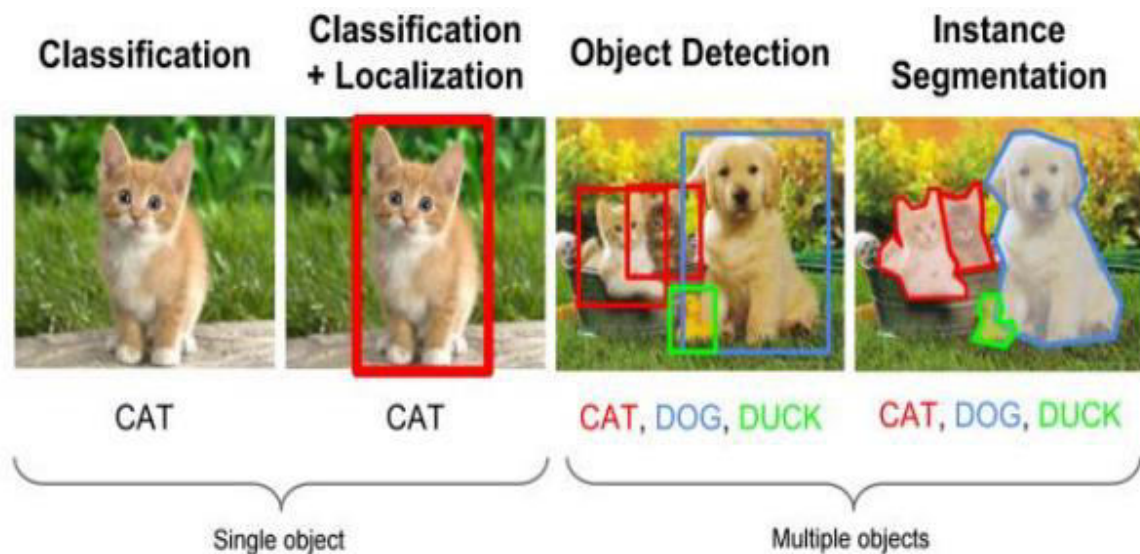 Classification
Classification
+ Localization
Object Detection
Instance
Segmentation
CAT
CAT
CAT, DOG, DUCK
CAT, DOG, DUCK
Single object
Multiple objects